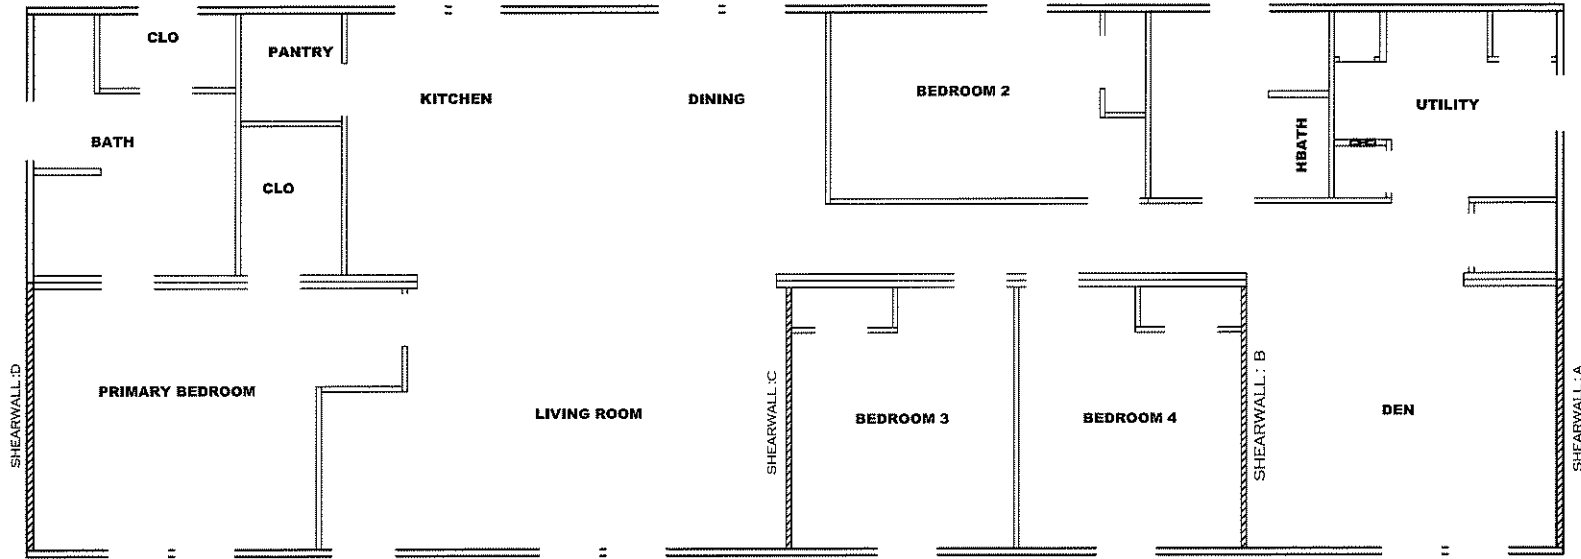 CLO
PANTRY
KITCHEN
DINING
BEDROOM 2
UTILITY
BATH
HBATH
CLO
SHEARWALL :D
PRIMARY BEDROOM
LIVING ROOM
SHEARWALL :C
BEDROOM 3
BEDROOM 4
SHEARWALL : B
DEN
SHEARWALL : A